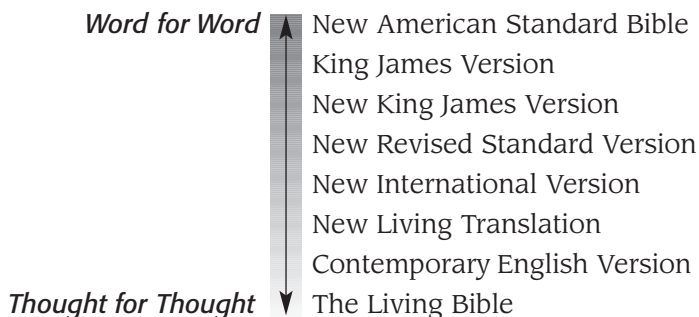 Word for Word New American Standard Bible
King James Version
New King James Version
New Revised Standard Version
New International Version
New Living Translation
Contemporary English Version
Thought for Thought The Living Bible